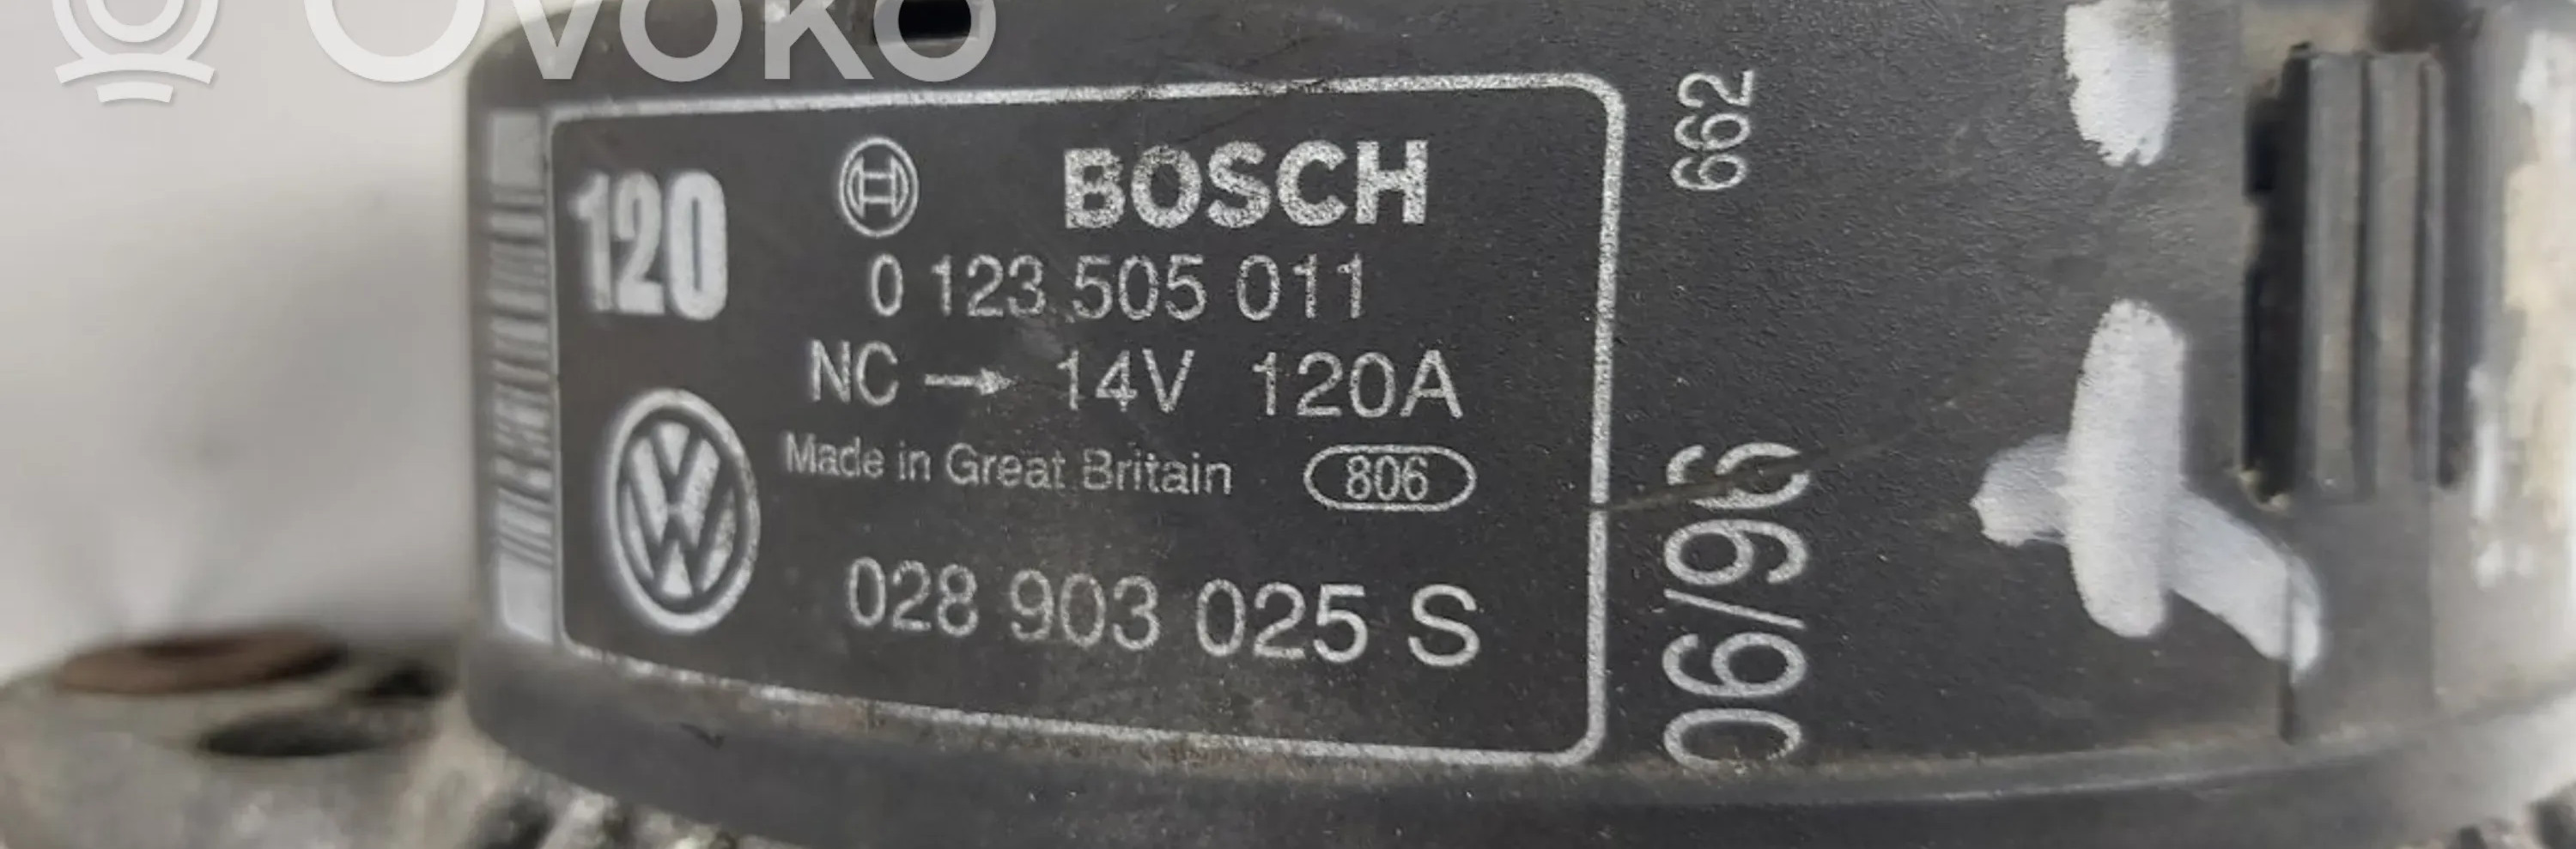 OVOKO
120
BOSCH
0 123 505 011
NC → 14V 120A
Made in Great Britain 806
028 903 025 S
662
06/96